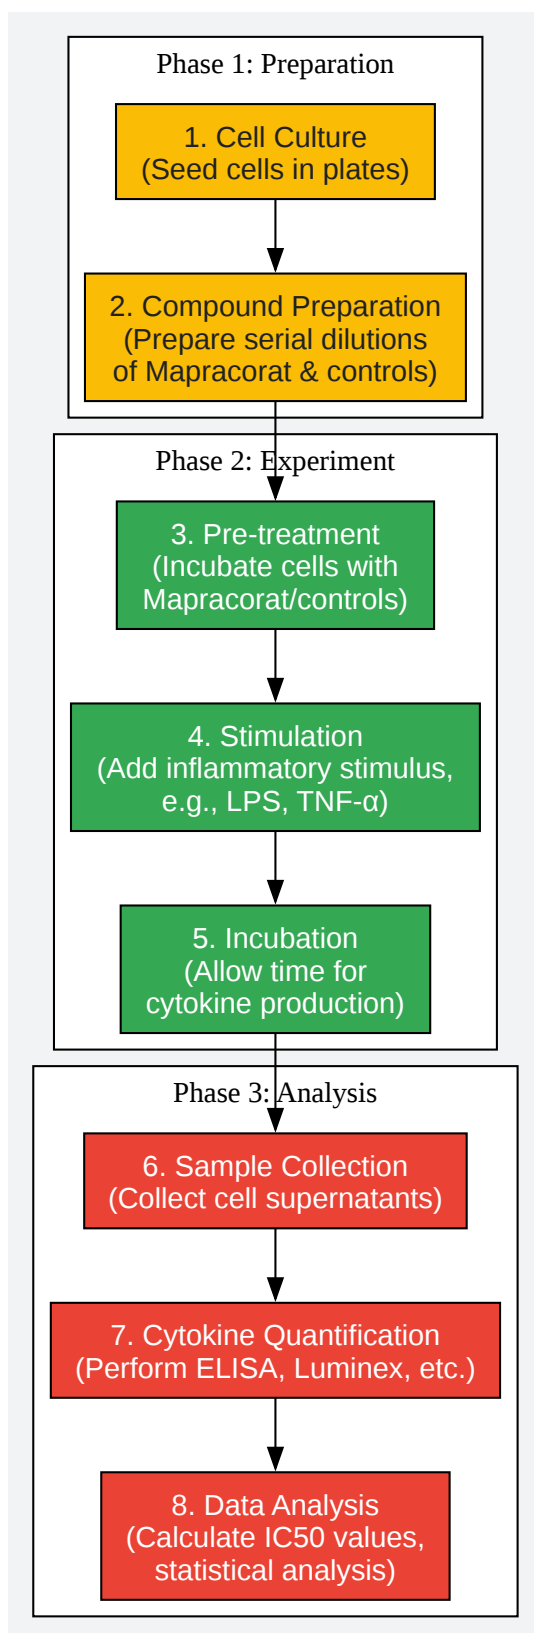 Phase 1: Preparation
1. Cell Culture
(Seed cells in plates)
2. Compound Preparation
(Prepare serial dilutions
of Mapracorat & controls)
Phase 2: Experiment
3. Pre-treatment
(Incubate cells with
Mapracorat/controls)
4. Stimulation
(Add inflammatory stimulus,
e.g., LPS, TNF-α)
5. Incubation
(Allow time for
cytokine production)
Phase 3: Analysis
6. Sample Collection
(Collect cell supernatants)
7. Cytokine Quantification
(Perform ELISA, Luminex, etc.)
8. Data Analysis
(Calculate IC50 values,
statistical analysis)